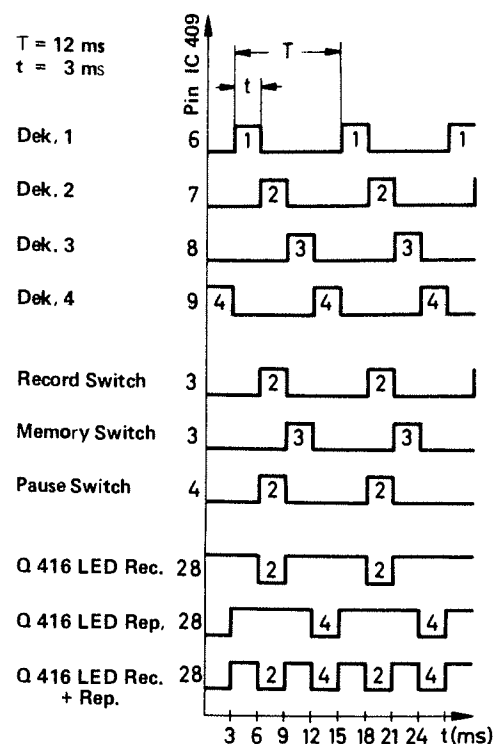 T = 12 ms
t = 3 ms
Pin IC 409
T
t
Dek. 1 6 1 1 1
Dek. 2 7 2 2
Dek. 3 8 3 3
Dek. 4 9 4 4 4
Record Switch 3 2 2
Memory Switch 3 3 3
Pause Switch 4 2 2
Q 416 LED Rec. 28 2 2
Q 416 LED Rep. 28 4 4
Q 416 LED Rec. 28 2 4 2 4
+ Rep.
3 6 9 12 15 18 21 24 t(ms)